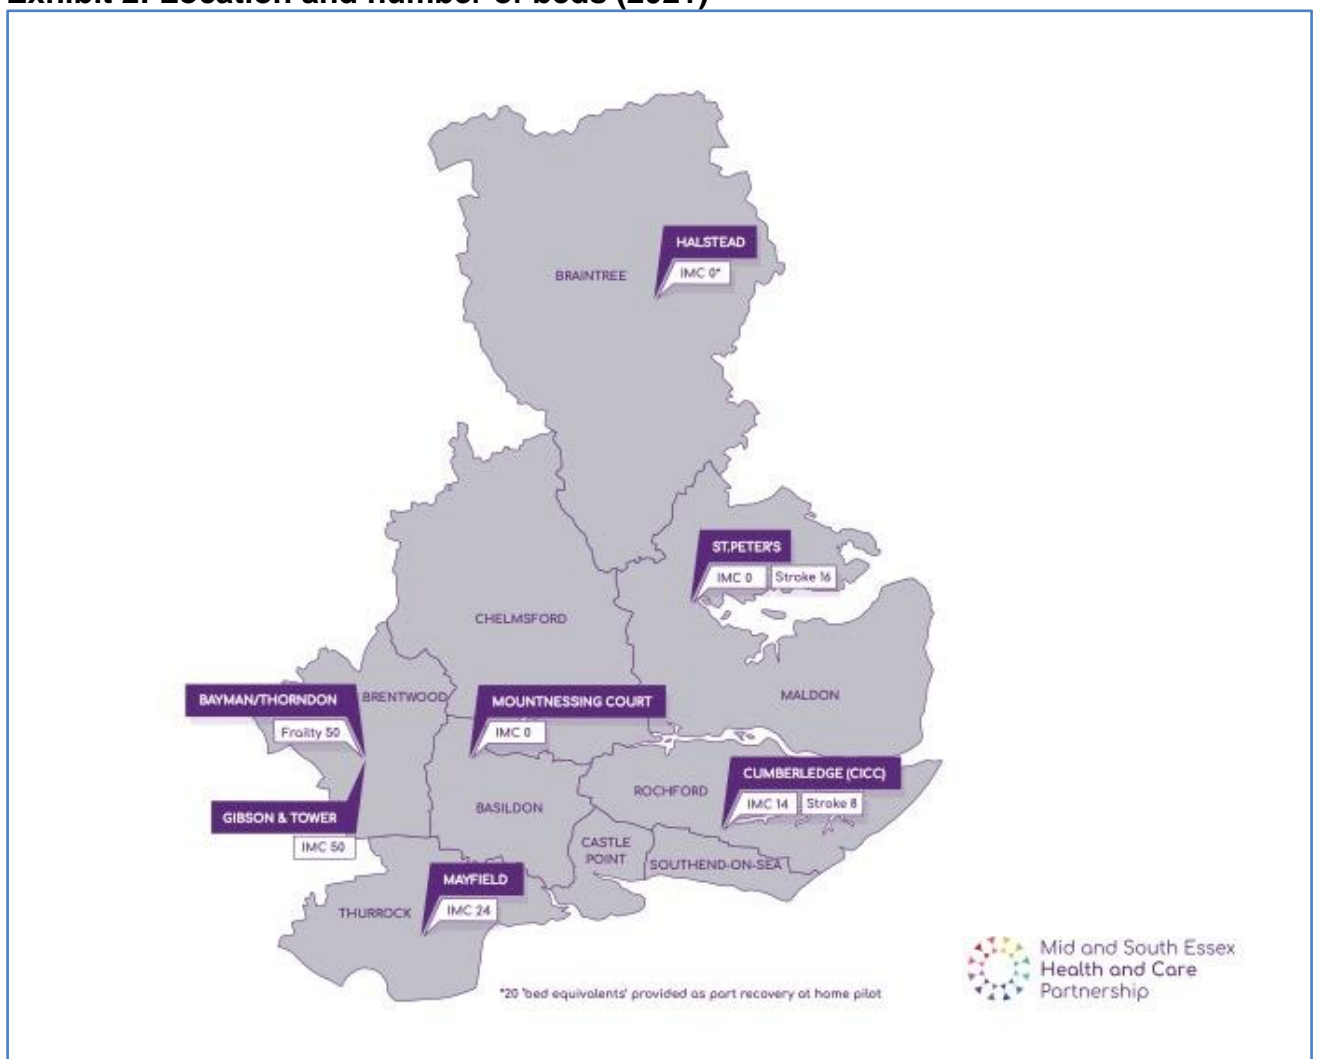 Exhibit 2: Location and number of beds (2021)
HALSTEAD
IMC 0*
BRAINTREE
ST.PETER'S
IMC 0 Stroke 16
CHELMSFORD
BAYMAN/THORNDON
Frailty 50
BRENTWOOD
MOUNTNESSING COURT
IMC 0
MALDON
CUMBERLEDGE (CICC)
IMC 14 Stroke 8
ROCHFORD
BASILDON
GIBSON & TOWER
IMC 50
CASTLE
POINT
SOUTHEND-ON-SEA
MAYFIELD
IMC 24
THURROCK
*20 'bed equivalents' provided as part recovery at home pilot
Mid and South Essex
Health and Care
Partnership